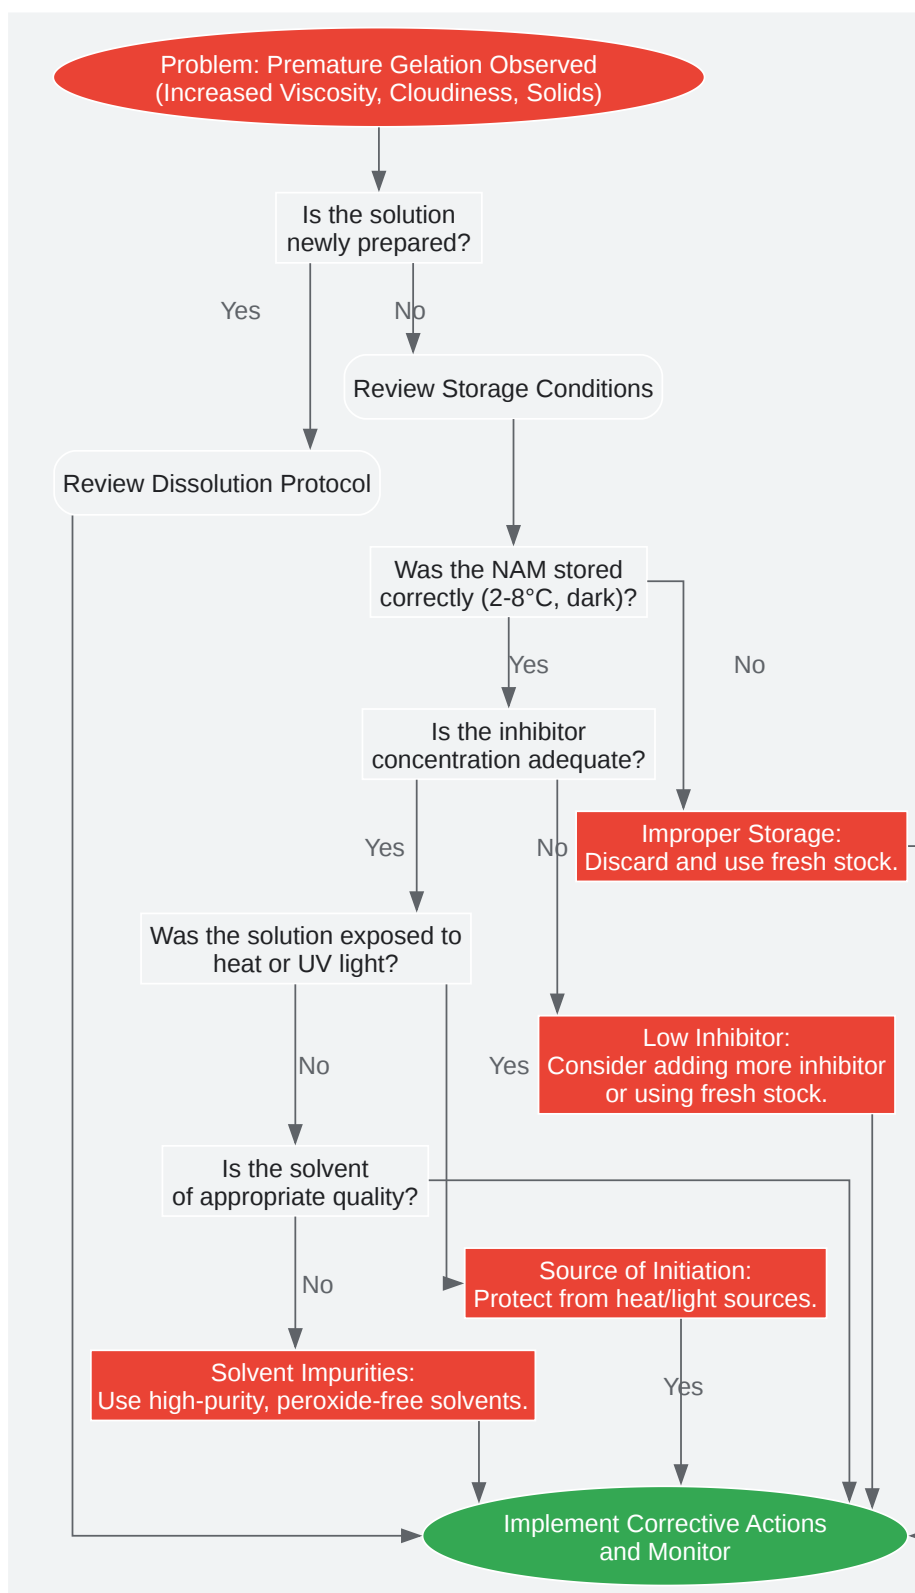 Problem: Premature Gelation Observed
(Increased Viscosity, Cloudiness, Solids)
Is the solution
newly prepared?
Yes
No
Review Storage Conditions
Review Dissolution Protocol
Was the NAM stored
correctly (2-8°C, dark)?
Yes
No
Is the inhibitor
concentration adequate?
Yes
No
Improper Storage:
Discard and use fresh stock.
Was the solution exposed to
heat or UV light?
No
Yes
Low Inhibitor:
Consider adding more inhibitor
or using fresh stock.
Is the solvent
of appropriate quality?
No
Source of Initiation:
Protect from heat/light sources.
Solvent Impurities:
Use high-purity, peroxide-free solvents.
Yes
Implement Corrective Actions
and Monitor